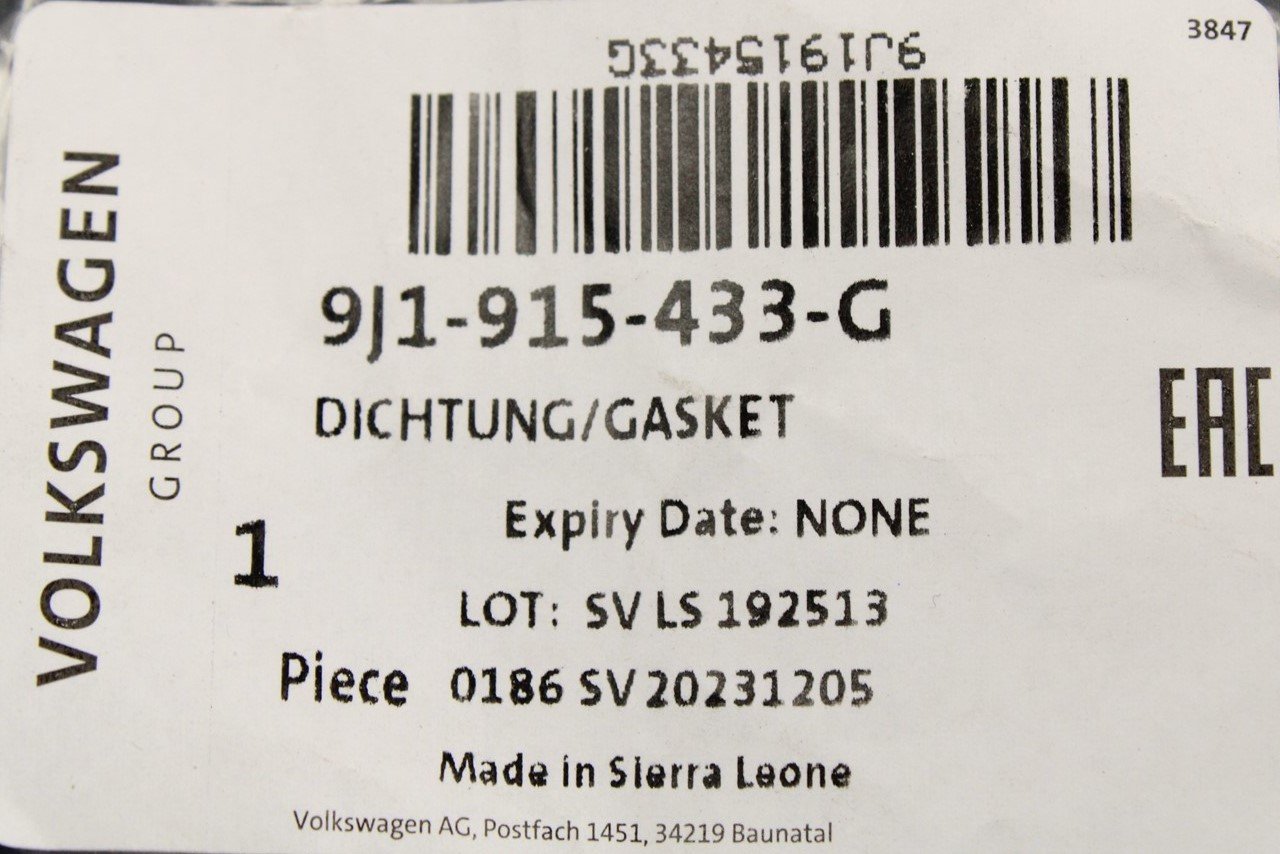 3847
9J1915433G
VOLKSWAGEN
GROUP
9J1-915-433-G
DICHTUNG/GASKET
EAC
Expiry Date: NONE
1
LOT: SV LS 192513
Piece 0186 SV 20231205
Made in Sierra Leone
Volkswagen AG, Postfach 1451, 34219 Baunatal